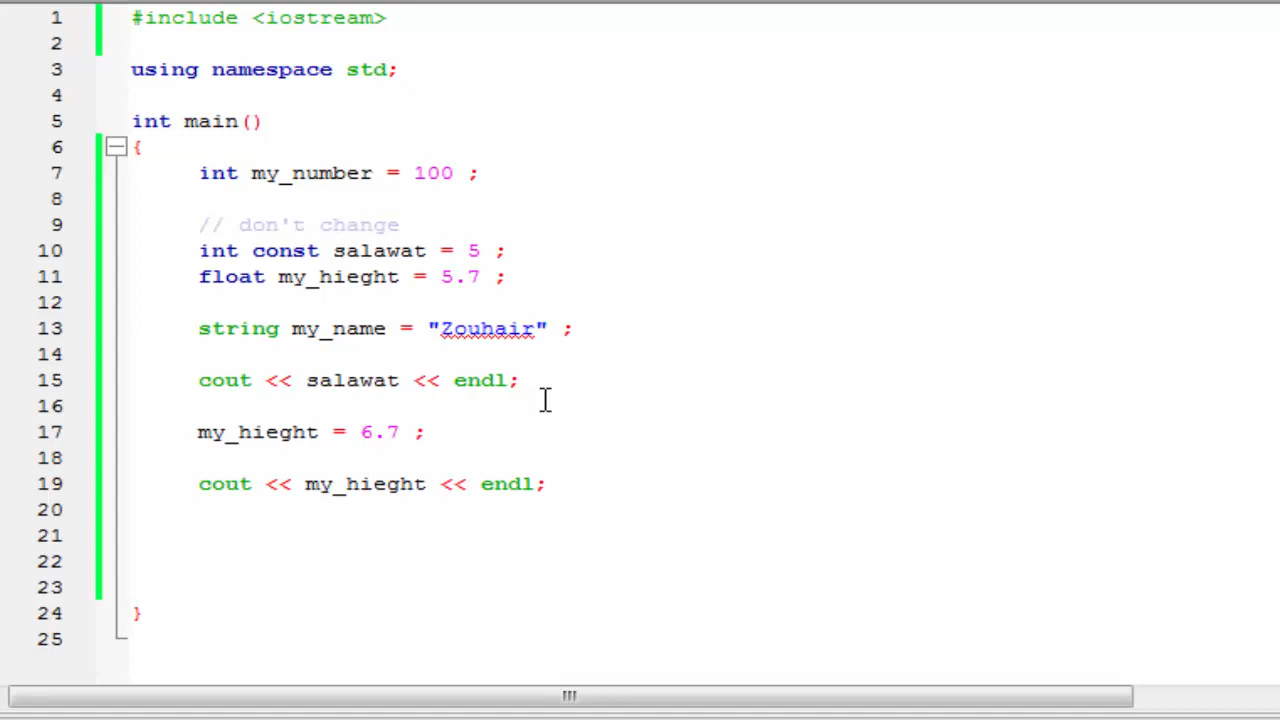 1 #include <iostream>
2
3 using namespace std;
4
5 int main()
6 {
7 int my_number = 100 ;
8
9 // don't change
10 int const salawat = 5 ;
11 float my_hieght = 5.7 ;
12
13 string my_name = "Zouhair" ;
14
15 cout << salawat << endl;
16
17 my_hieght = 6.7 ;
18
19 cout << my_hieght << endl;
20
21
22
23
24 }
25